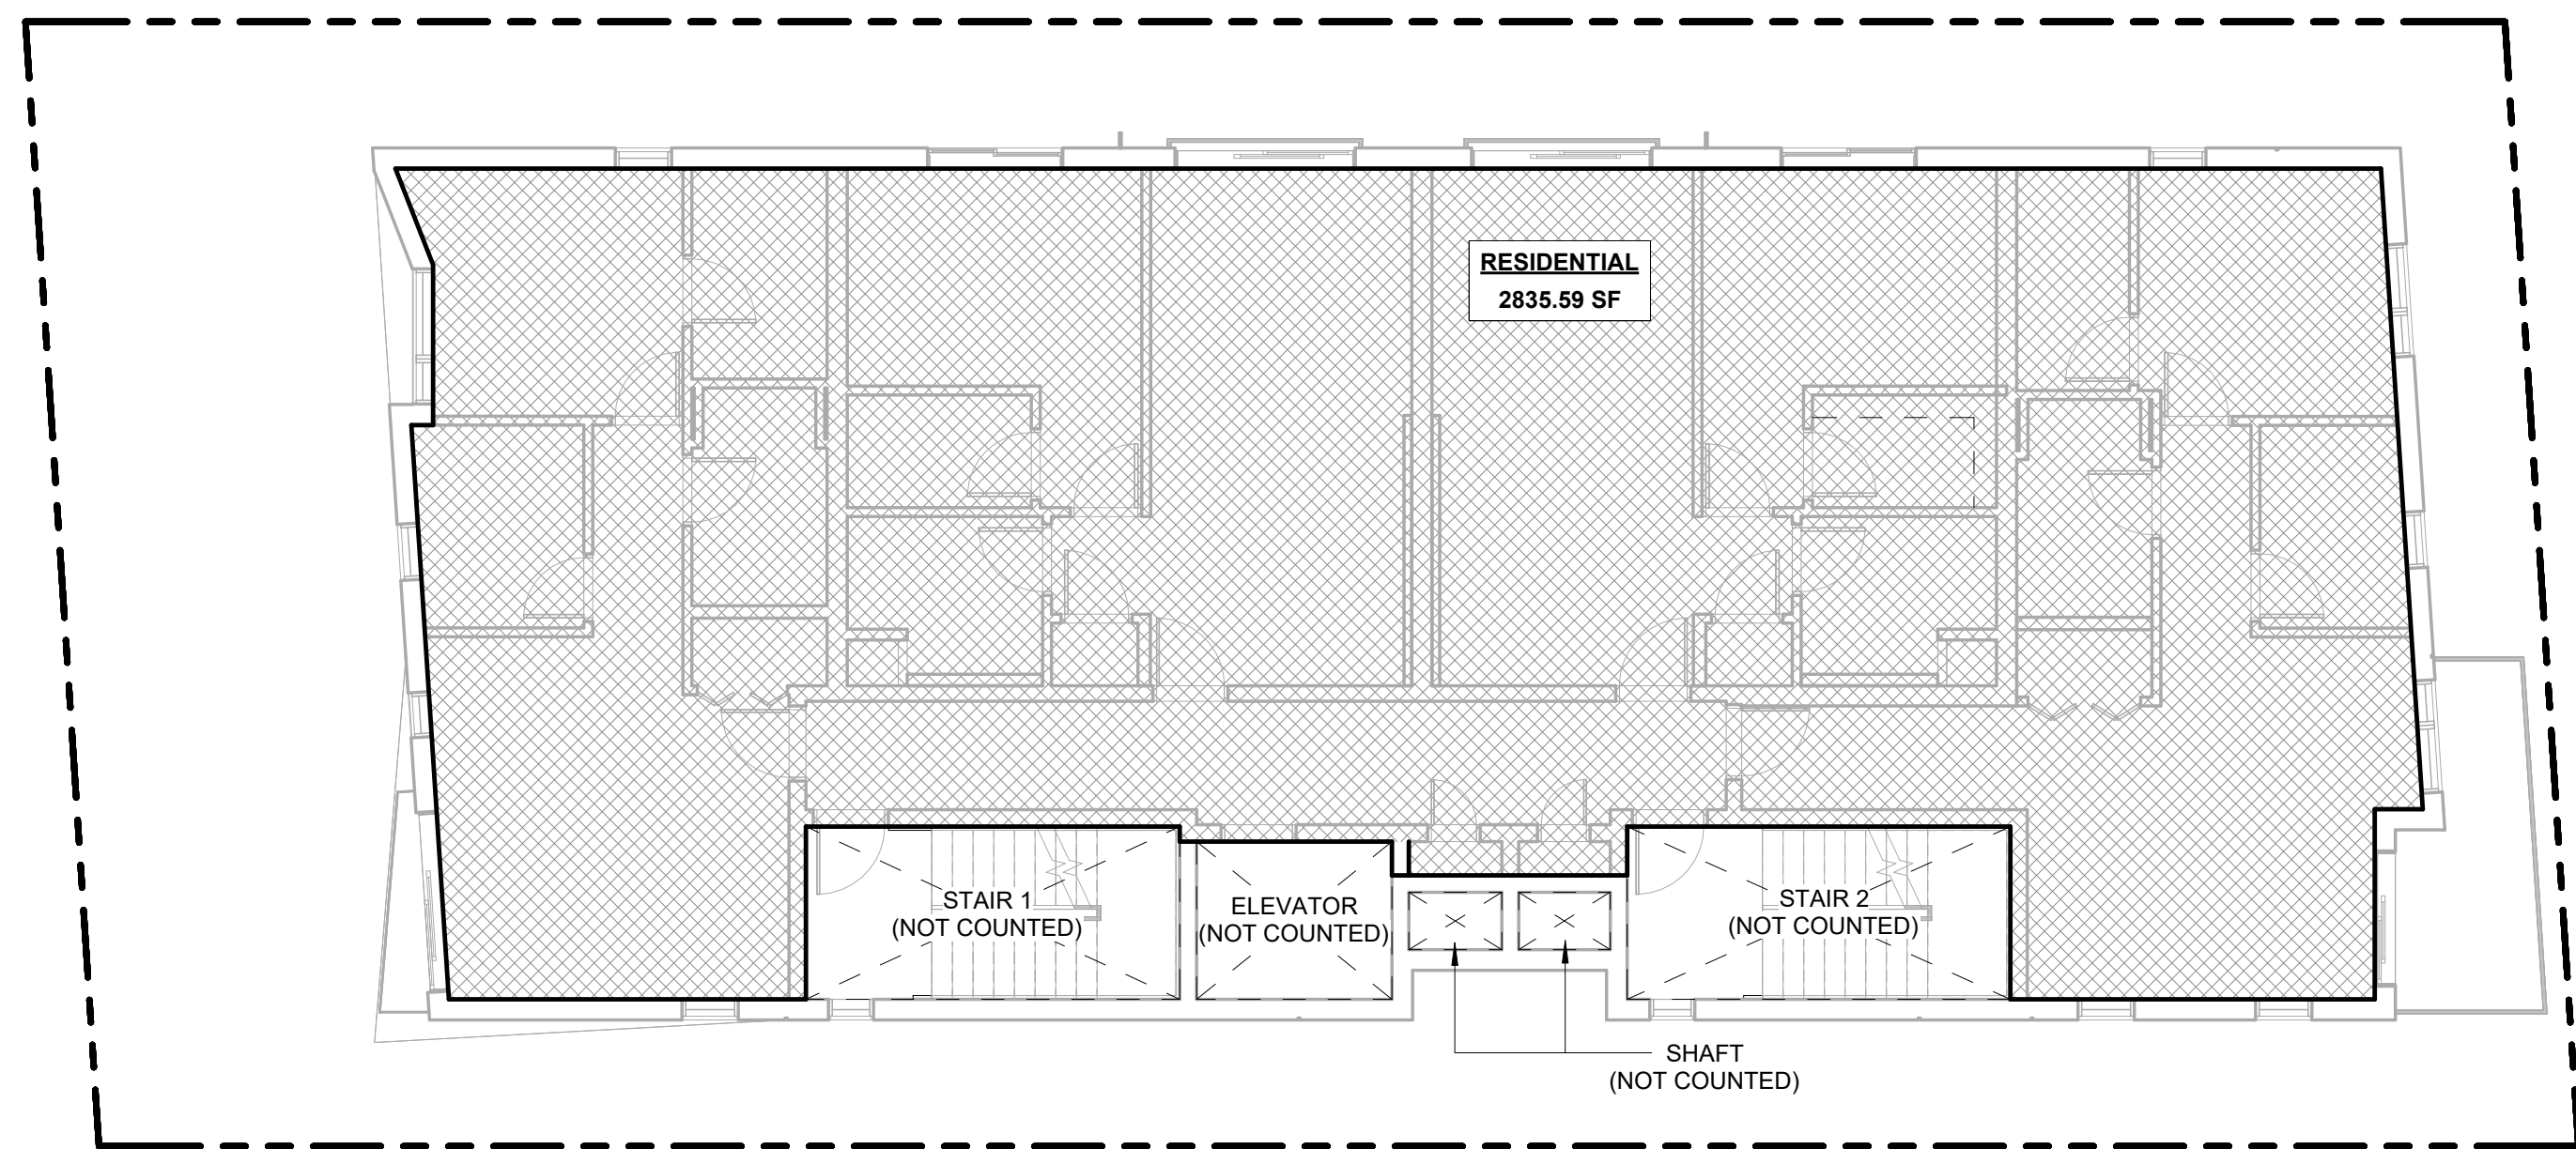 RESIDENTIAL
2835.59 SF
STAIR 1
(NOT COUNTED)
ELEVATOR
(NOT COUNTED)
STAIR 2
(NOT COUNTED)
SHAFT
(NOT COUNTED)